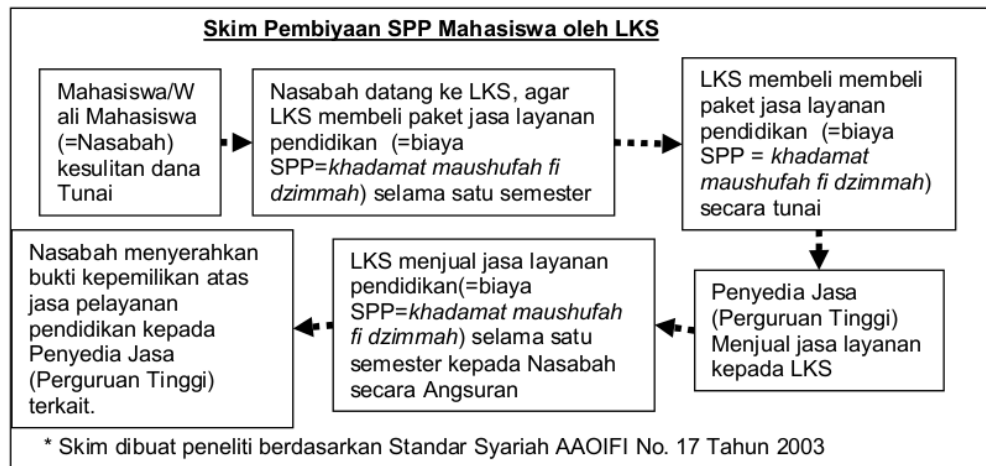 Skim Pembiyaan SPP Mahasiswa oleh LKS
Mahasiswa/W
ali Mahasiswa
(=Nasabah)
kesulitan dana
Tunai
Nasabah datang ke LKS, agar
LKS membeli paket jasa layanan
pendidikan (=biaya
SPP=khadamat maushufah fi
dzimmah) selama satu semester
LKS membeli membeli
paket jasa layanan
pendidikan (=biaya
SPP = khadamat
maushufah fi dzimmah)
secara tunai
Penyedia Jasa
(Perguruan Tinggi)
Menjual jasa layanan
kepada LKS
LKS menjual jasa layanan
pendidikan(=biaya
SPP=khadamat maushufah
fi dzimmah) selama satu
semester kepada Nasabah
secara Angsuran
Nasabah menyerahkan
bukti kepemilikan atas
jasa pelayanan
pendidikan kepada
Penyedia Jasa
(Perguruan Tinggi)
terkait.
* Skim dibuat peneliti berdasarkan Standar Syariah AAOIFI No. 17 Tahun 2003